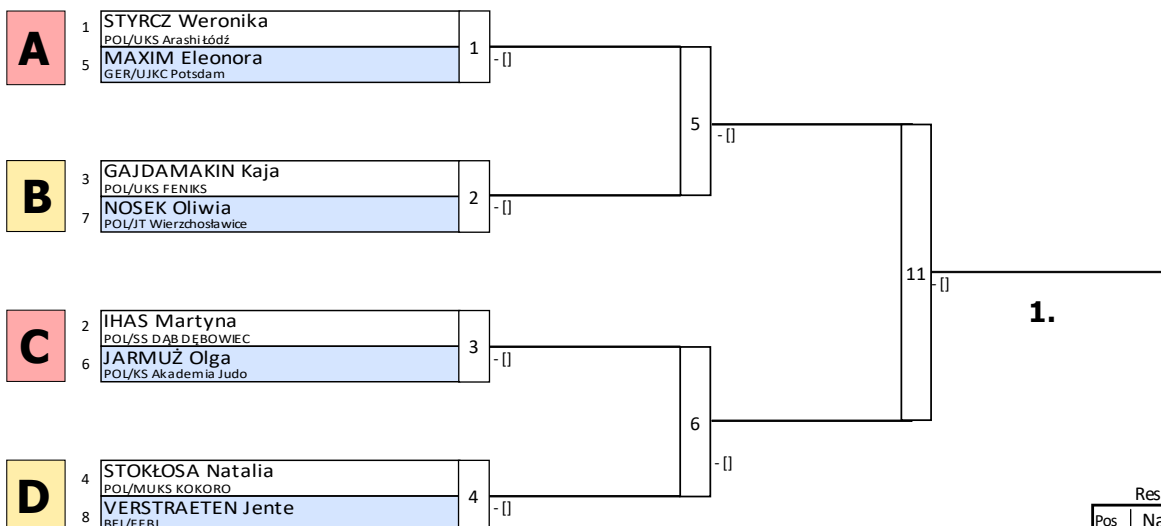 A
1 STYRCZ Weronika
POL/UKS Arashi Łódź
5 MAXIM Eleonora
GER/UJKC Potsdam
1
- []
5
- []
B
3 GAJDAMAKIN Kaja
POL/UKS FENIKS
7 NOSEK Oliwia
POL/JT Wierzchosławice
2
- []
11
- []
1.
C
2 IHAS Martyna
POL/SS DĄB DĘBOWIEC
6 JARMUŻ Olga
POL/KS Akademia Judo
3
- []
6
- []
D
4 STOKŁOSA Natalia
POL/MUKS KOKORO
8 VERSTRAETEN Jente
4
- []
Res
Pos Na